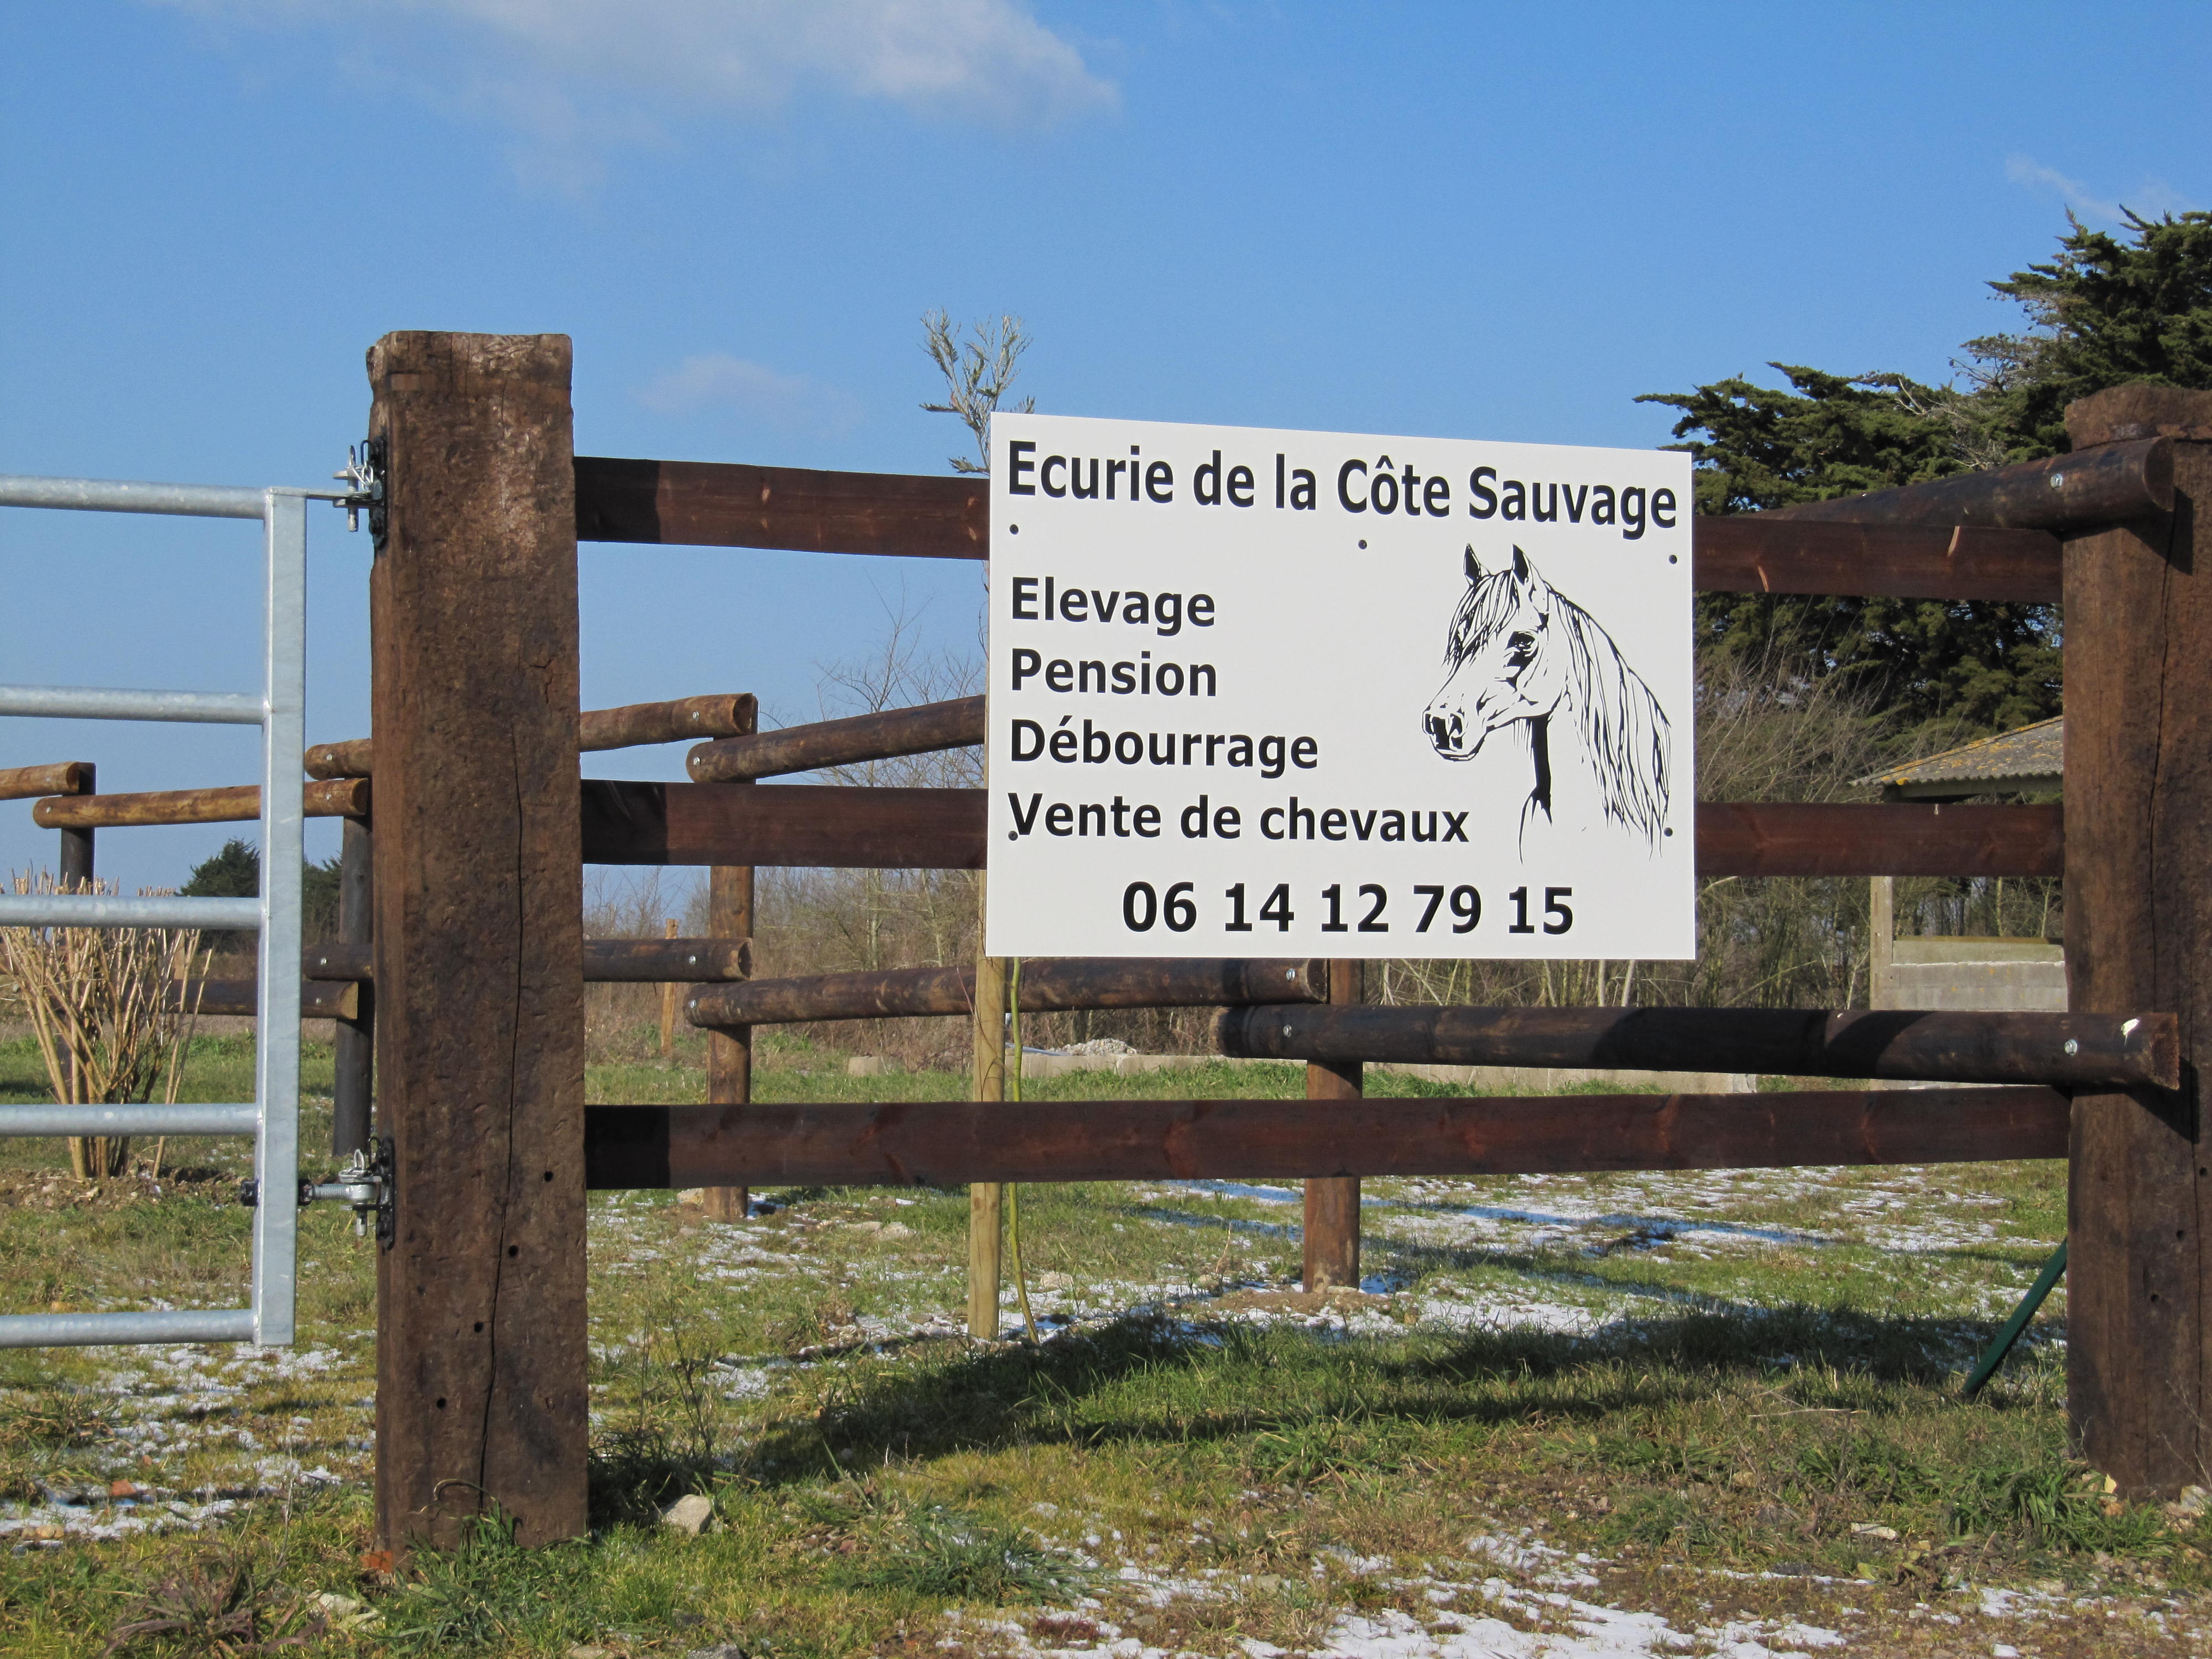 Ecurie de la Côte Sauvage
Elevage
Pension
Débourrage
Vente de chevaux
06 14 12 79 15